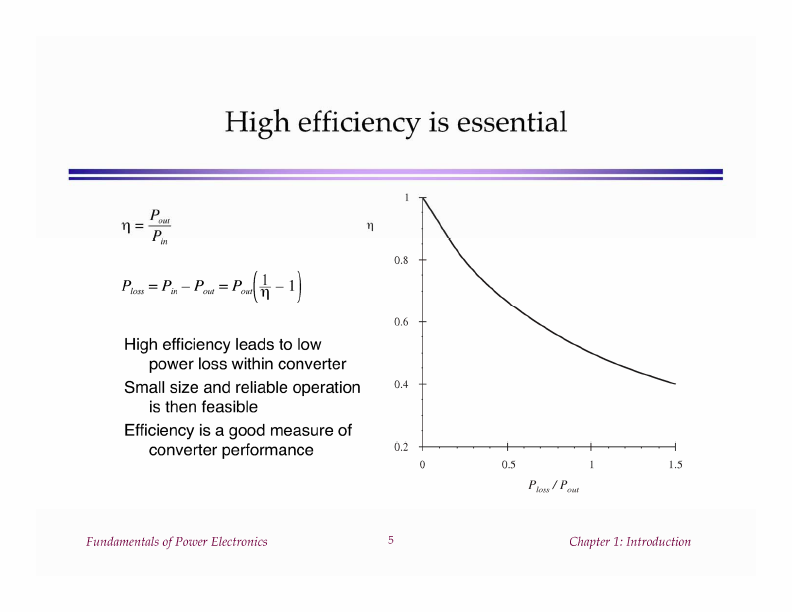 High efficiency is essential
η = P_out / P_in
P_loss = P_in – P_out = P_out (1/η – 1)
High efficiency leads to low
power loss within converter
Small size and reliable operation
is then feasible
Efficiency is a good measure of
converter performance
η
1
0.8
0.6
0.4
0.2
0 0.5 1 1.5
P_loss / P_out
Fundamentals of Power Electronics 5 Chapter 1: Introduction